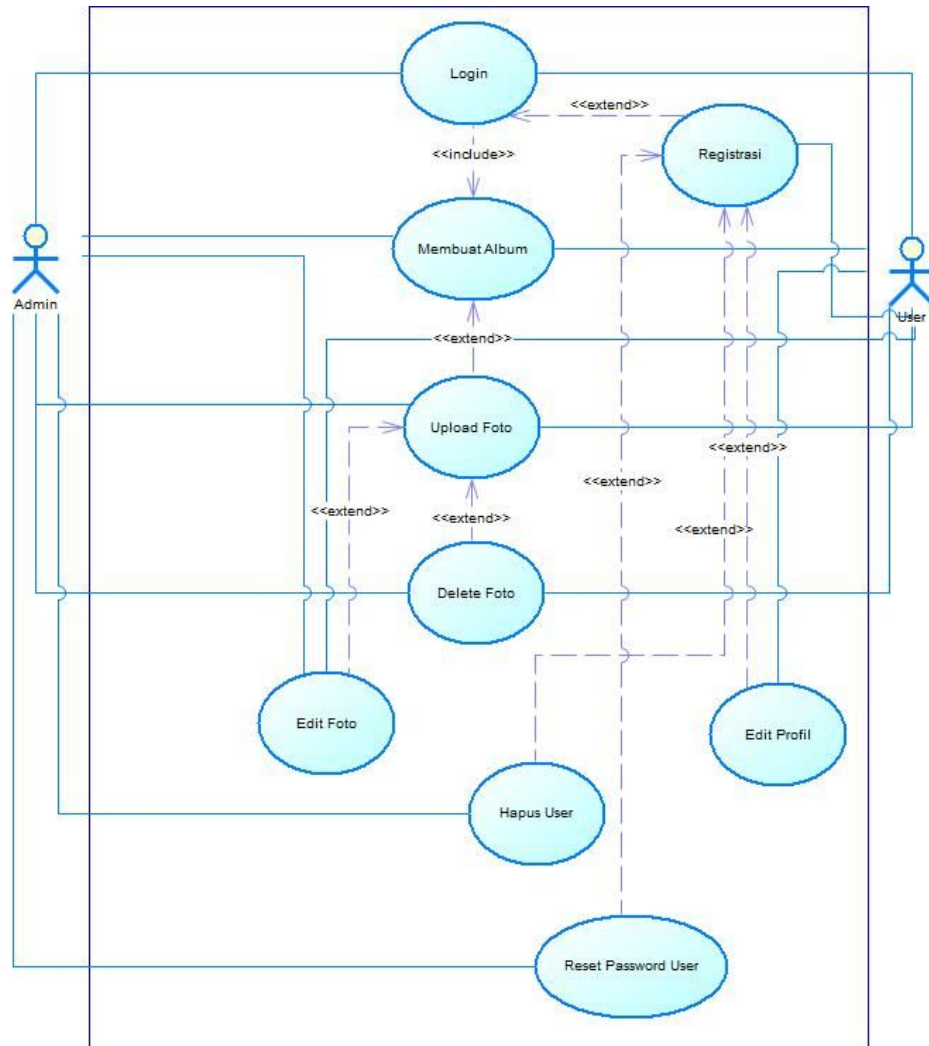 Login
<<extend>>
Registrasi
<<include>>
Membuat Album
Admin
User
<<extend>>
Upload Foto
<<extend>>
<<extend>>
<<extend>>
<<extend>>
<<extend>>
Delete Foto
Edit Foto
Edit Profil
Hapus User
Reset Password User